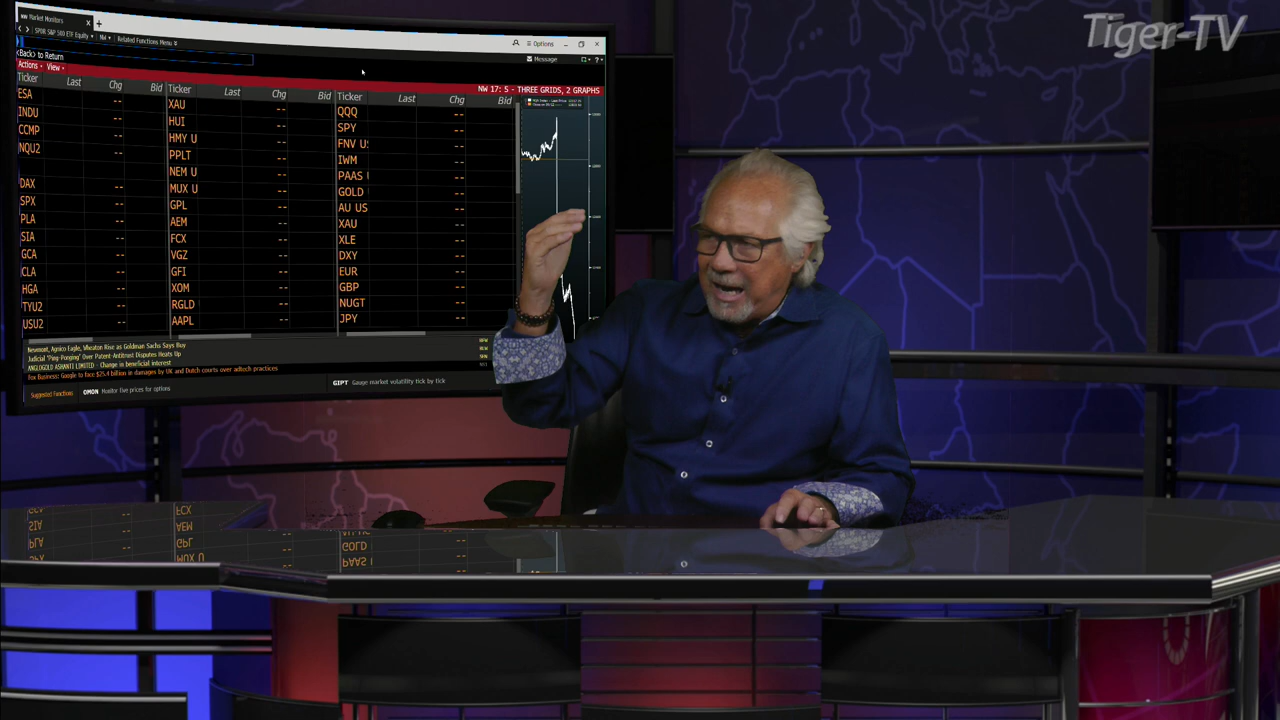 Tiger-TV
Market Monitors
SPDR S&P 500 ETF Equity
NW
Related Functions Menu
Options
<Back> to Return
Message
Actions
View
NW 17: 5 - THREE GRIDS, 2 GRAPHS
Ticker Last Chg Bid Ticker Last Chg Bid Ticker Last Chg Bid
ESA -- XAU -- QQQ --
INDU -- HUI -- SPY --
CCMP -- HMY U -- FNV US --
NQU2 -- PPLT -- IWM --
NEM U -- PAAS --
DAX -- MUX U -- GOLD --
SPX -- GPL -- AU US --
PLA -- AEM -- XAU --
SIA -- FCX -- XLE --
GCA -- VGZ -- DXY --
CLA -- GFI -- EUR --
HGA -- XOM -- GBP --
TYU2 -- RGLD -- NUGT --
USU2 -- AAPL -- JPY --
Newmont, Agnico Eagle, Wheaton Rise as Goldman Sachs Says Buy
Judicial "Ping-Ponging" Over Patent-Antitrust Disputes Heats Up
ANGLOGOLD ASHANTI LIMITED - Change in beneficial interest
Fox Business: Google to face $25.4 billion in damages by UK and Dutch courts over adtech practices
Suggested Functions OMON Monitor live prices for options GIPT Gauge market volatility tick by tick